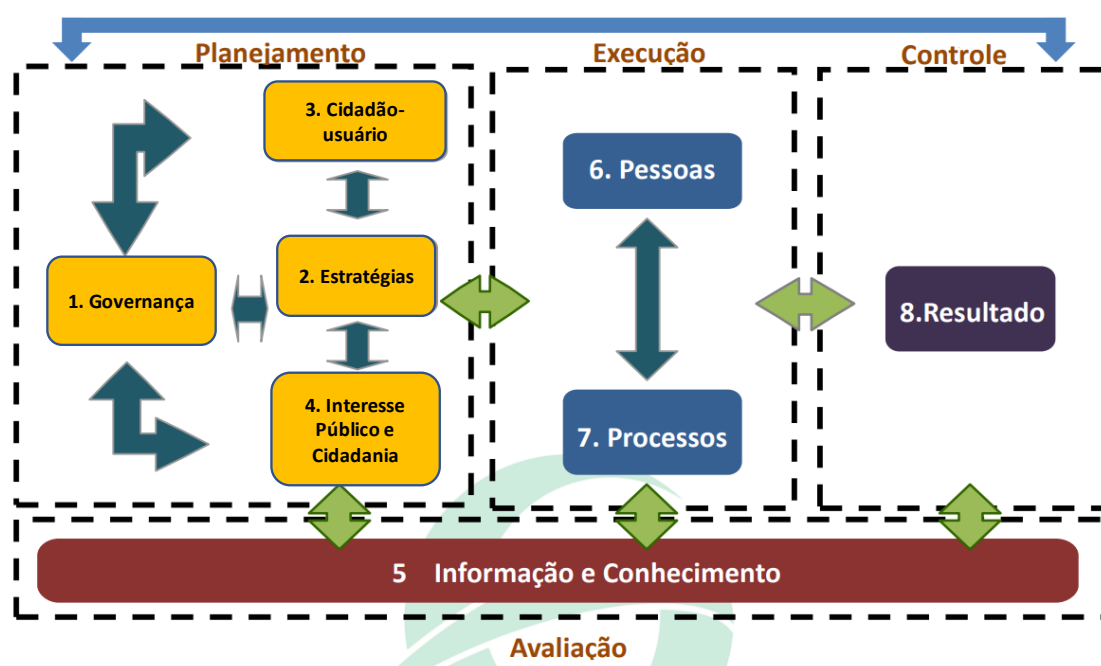 Planejamento
Execução
Controle
3. Cidadão-
usuário
2. Estratégias
1. Governança
4. Interesse
Público e
Cidadania
6. Pessoas
7. Processos
8.Resultado
5 Informação e Conhecimento
Avaliação